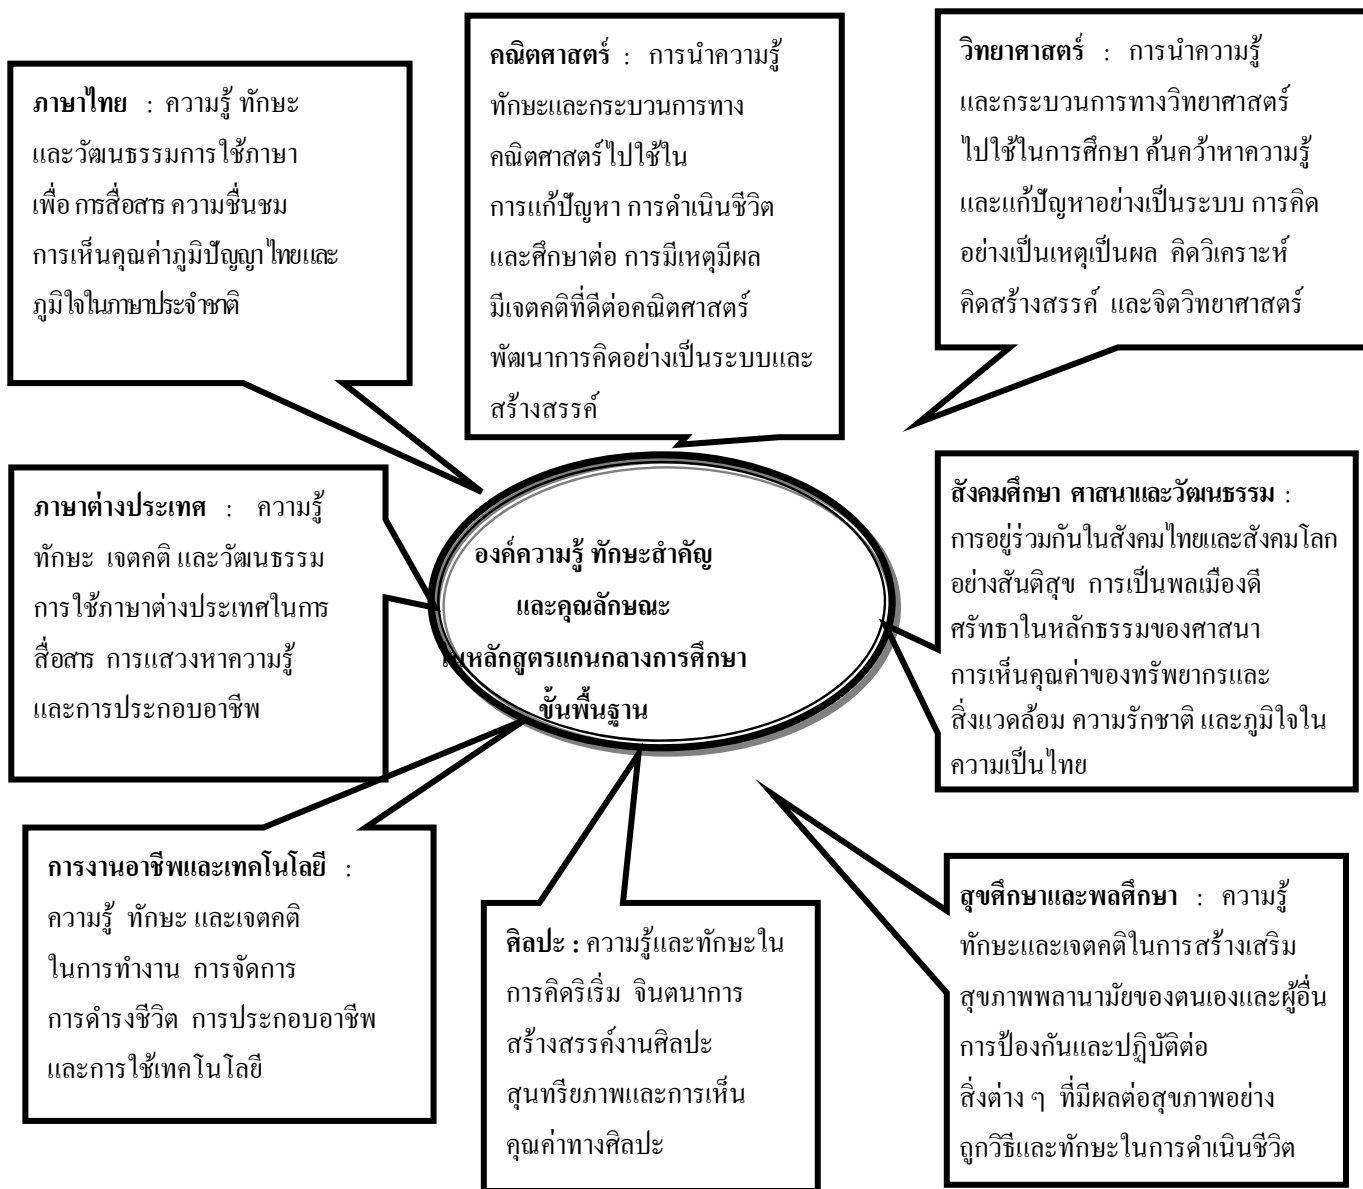 ภาษาไทย : ความรู้ ทักษะ
และวัฒนธรรมการใช้ภาษา
เพื่อ การสื่อสาร ความชื่นชม
การเห็นคุณค่าภูมิปัญญา ไทยและ
ภูมิใจในภาษาประจำชาติ
คณิตศาสตร์ : การนำความรู้
ทักษะและกระบวนการทาง
คณิตศาสตร์ไปใช้ใน
การแก้ปัญหา การดำเนินชีวิต
และศึกษาต่อ การมีเหตุมีผล
มีเจตคติที่ดีต่อคณิตศาสตร์
พัฒนาการคิดอย่างเป็นระบบและ
สร้างสรรค์
วิทยาศาสตร์ : การนำความรู้
และกระบวนการทางวิทยาศาสตร์
ไปใช้ในการศึกษา ค้นคว้าหาความรู้
และแก้ปัญหาอย่างเป็นระบบ การคิด
อย่างเป็นเหตุเป็นผล คิดวิเคราะห์
คิดสร้างสรรค์ และจิตวิทยาศาสตร์
ภาษาต่างประเทศ : ความรู้
ทักษะ เจตคติ และวัฒนธรรม
การใช้ภาษาต่างประเทศในการ
สื่อสาร การแสวงหาความรู้
และการประกอบอาชีพ
องค์ความรู้ ทักษะสำคัญ
และคุณลักษณะ
ในหลักสูตรแกนกลางการศึกษา
ขั้นพื้นฐาน
สังคมศึกษา ศาสนาและวัฒนธรรม :
การอยู่ร่วมกันในสังคมไทยและสังคมโลก
อย่างสันติสุข การเป็นพลเมืองดี
ศรัทธาในหลักธรรมของศาสนา
การเห็นคุณค่าของทรัพยากรและ
สิ่งแวดล้อม ความรักชาติ และภูมิใจใน
ความเป็นไทย
การงานอาชีพและเทคโนโลยี :
ความรู้ ทักษะ และเจตคติ
ในการทำงาน การจัดการ
การดำรงชีวิต การประกอบอาชีพ
และการใช้เทคโนโลยี
ศิลปะ : ความรู้และทักษะใน
การคิดริเริ่ม จินตนาการ
สร้างสรรค์งานศิลปะ
สุนทรียภาพและการเห็น
คุณค่าทางศิลปะ
สุขศึกษาและพลศึกษา : ความรู้
ทักษะและเจตคติในการสร้างเสริม
สุขภาพพลานามัยของตนเองและผู้อื่น
การป้องกันและปฏิบัติต่อ
สิ่งต่าง ๆ ที่มีผลต่อสุขภาพอย่าง
ถูกวิธีและทักษะในการดำเนินชีวิต